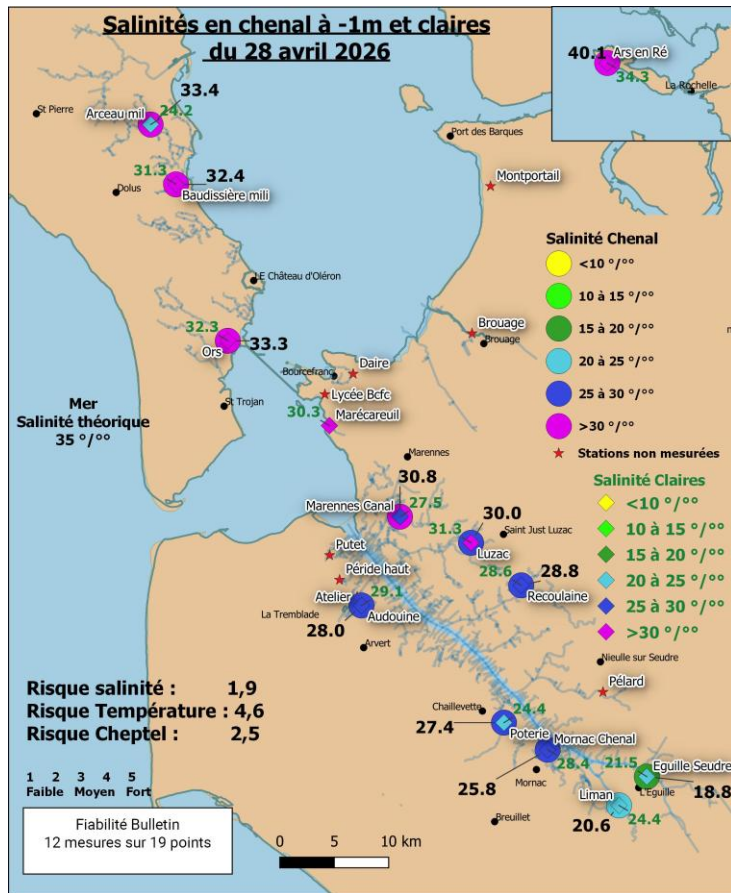 Salinités en chenal à -1m et claires
du 28 avril 2026
40.1
Ars en Ré
34.3
La Rochelle
33.4
St Pierre
Arceau mil
24.2
Port des Barques
31.3
32.4
Dolus
Baudissière mili
Montportail
Salinité Chenal
<10 °/°°
10 à 15 °/°°
15 à 20 °/°°
20 à 25 °/°°
25 à 30 °/°°
>30 °/°°
Stations non mesurées
LE Château d'Oléron
32.3
33.3
Ors
Brouage
Brouage
Daire
Bourcefranc
Lycée Bcfc
St Trojan
30.3
Marécareuil
Mer
Salinité théorique
35 °/°°
Marennes
Salinité Claires
<10 °/°°
10 à 15 °/°°
15 à 20 °/°°
20 à 25 °/°°
25 à 30 °/°°
>30 °/°°
30.8
Marennes Canal
27.5
30.0
31.3
Saint Just Luzac
Luzac
Putet
Péride haut
28.6
28.8
Recoulaine
Atelier
29.1
Audouine
La Tremblade
28.0
Arvert
Nieulle sur Seudre
Pélard
Risque salinité : 1,9
Risque Température : 4,6
Risque Cheptel : 2,5
Chaillevette
24.4
27.4
Poterie
Mornac Chenal
28.4
25.8
Mornac
21.5
Eguille Seudre
L'Eguille
18.8
Liman
20.6
24.4
Breuillet
1 2 3 4 5
Faible Moyen Fort
Fiabilité Bulletin
12 mesures sur 19 points
0 5 10 km